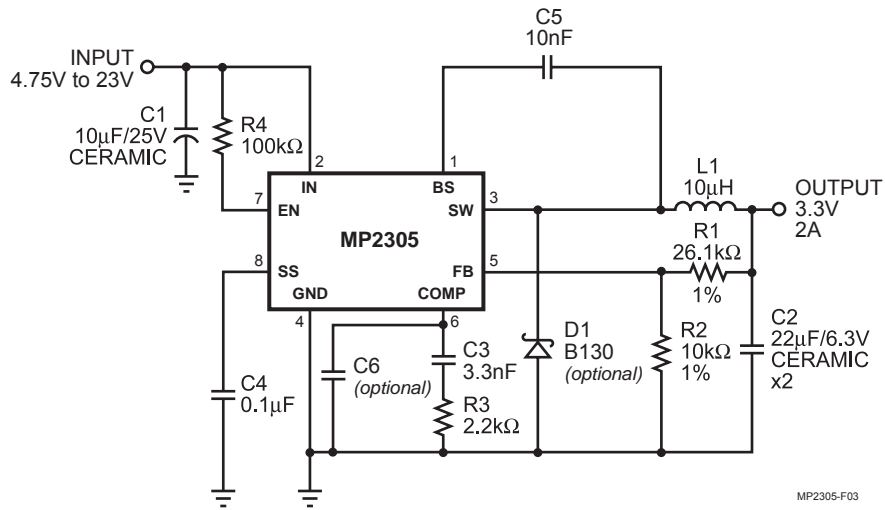 C5
10nF
INPUT
4.75V to 23V
C1
10µF/25V
CERAMIC
R4
100kΩ
2
1
IN
BS
L1
10µH
OUTPUT
3.3V
2A
7
EN
SW
3
MP2305
R1
26.1kΩ
1%
8
SS
FB
5
GND
COMP
4
6
C4
0.1µF
C6
(optional)
C3
3.3nF
R3
2.2kΩ
D1
B130
(optional)
R2
10kΩ
1%
C2
22µF/6.3V
CERAMIC
x2
MP2305-F03